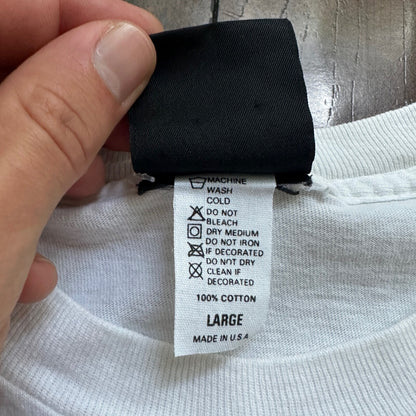 MACHINE
WASH
COLD
DO NOT
BLEACH
DRY MEDIUM
DO NOT IRON
IF DECORATED
DO NOT DRY
CLEAN IF
DECORATED
100% COTTON
LARGE
MADE IN U.S.A